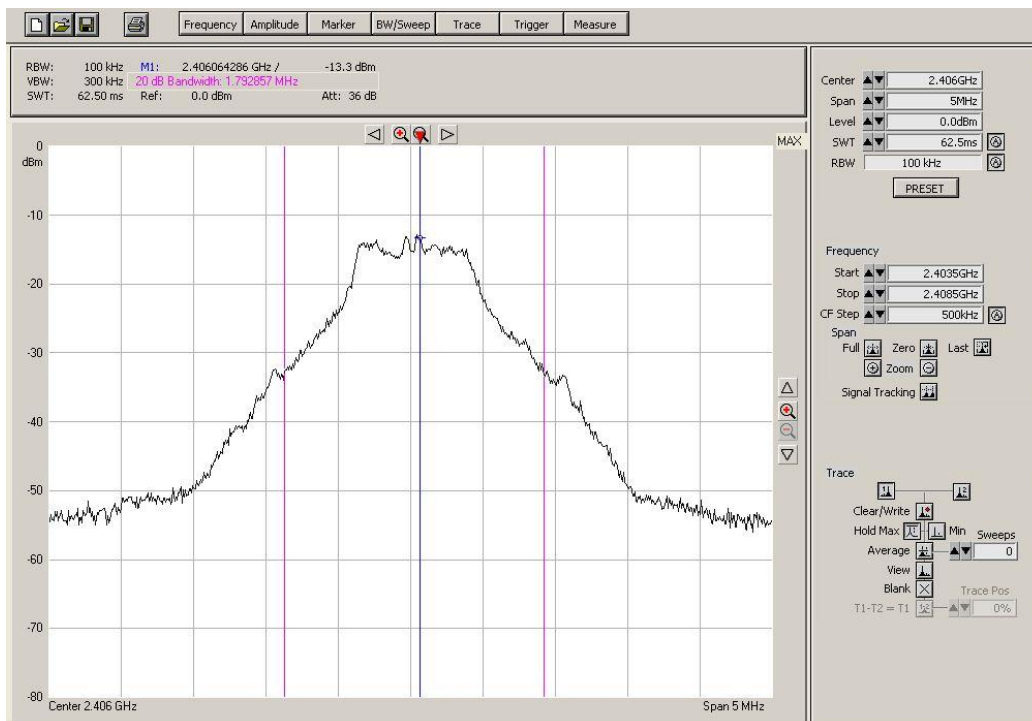 Frequency Amplitude Marker BW/Sweep Trace Trigger Measure
RBW: 100 kHz M1: 2.406064286 GHz / -13.3 dBm
VBW: 300 kHz 20 dB Bandwidth: 1.792857 MHz
SWT: 62.50 ms Ref: 0.0 dBm Att: 36 dB
MAX
0
dBm
-10
-20
-30
-40
-50
-60
-70
-80
Center 2.406 GHz Span 5 MHz
Center 2.406GHz
Span 5MHz
Level 0.0dBm
SWT 62.5ms
RBW 100 kHz
PRESET
Frequency
Start 2.4035GHz
Stop 2.4085GHz
CF Step 500kHz
Span
Full Zero Last
Zoom
Signal Tracking
Trace
1 2
Clear/Write
Hold Max Min Sweeps
Average 0
View
Blank Trace Pos
T1-T2 = T1 0%